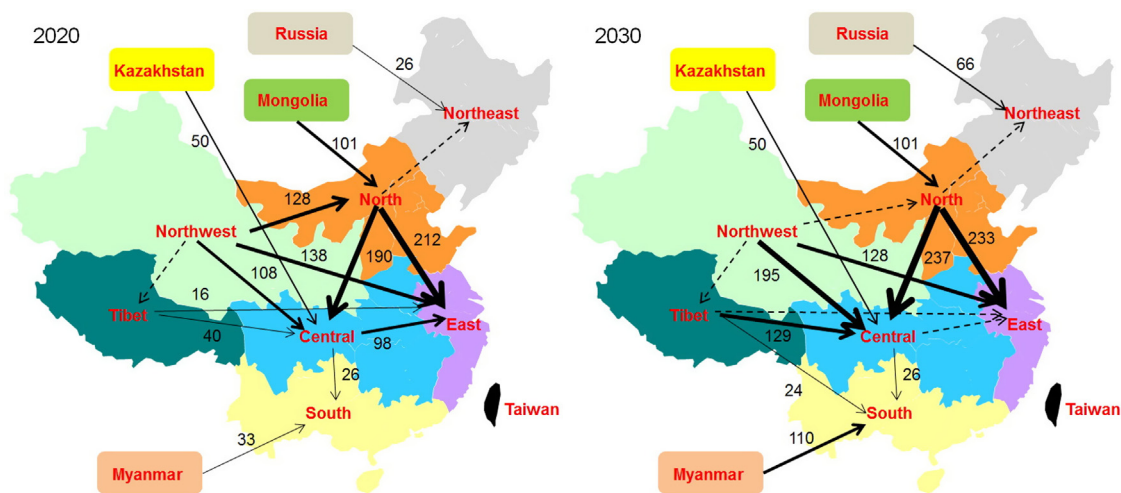 2020
Russia
26
Kazakhstan
Mongolia
Northeast
50
101
128
North
Northwest
212
138
190
108
16
Tibet
East
40
Central
98
26
South
Taiwan
33
Myanmar
2030
Russia
66
Kazakhstan
Mongolia
Northeast
50
101
North
Northwest
233
128
237
195
Tibet
East
129
Central
26
24
South
Taiwan
110
Myanmar